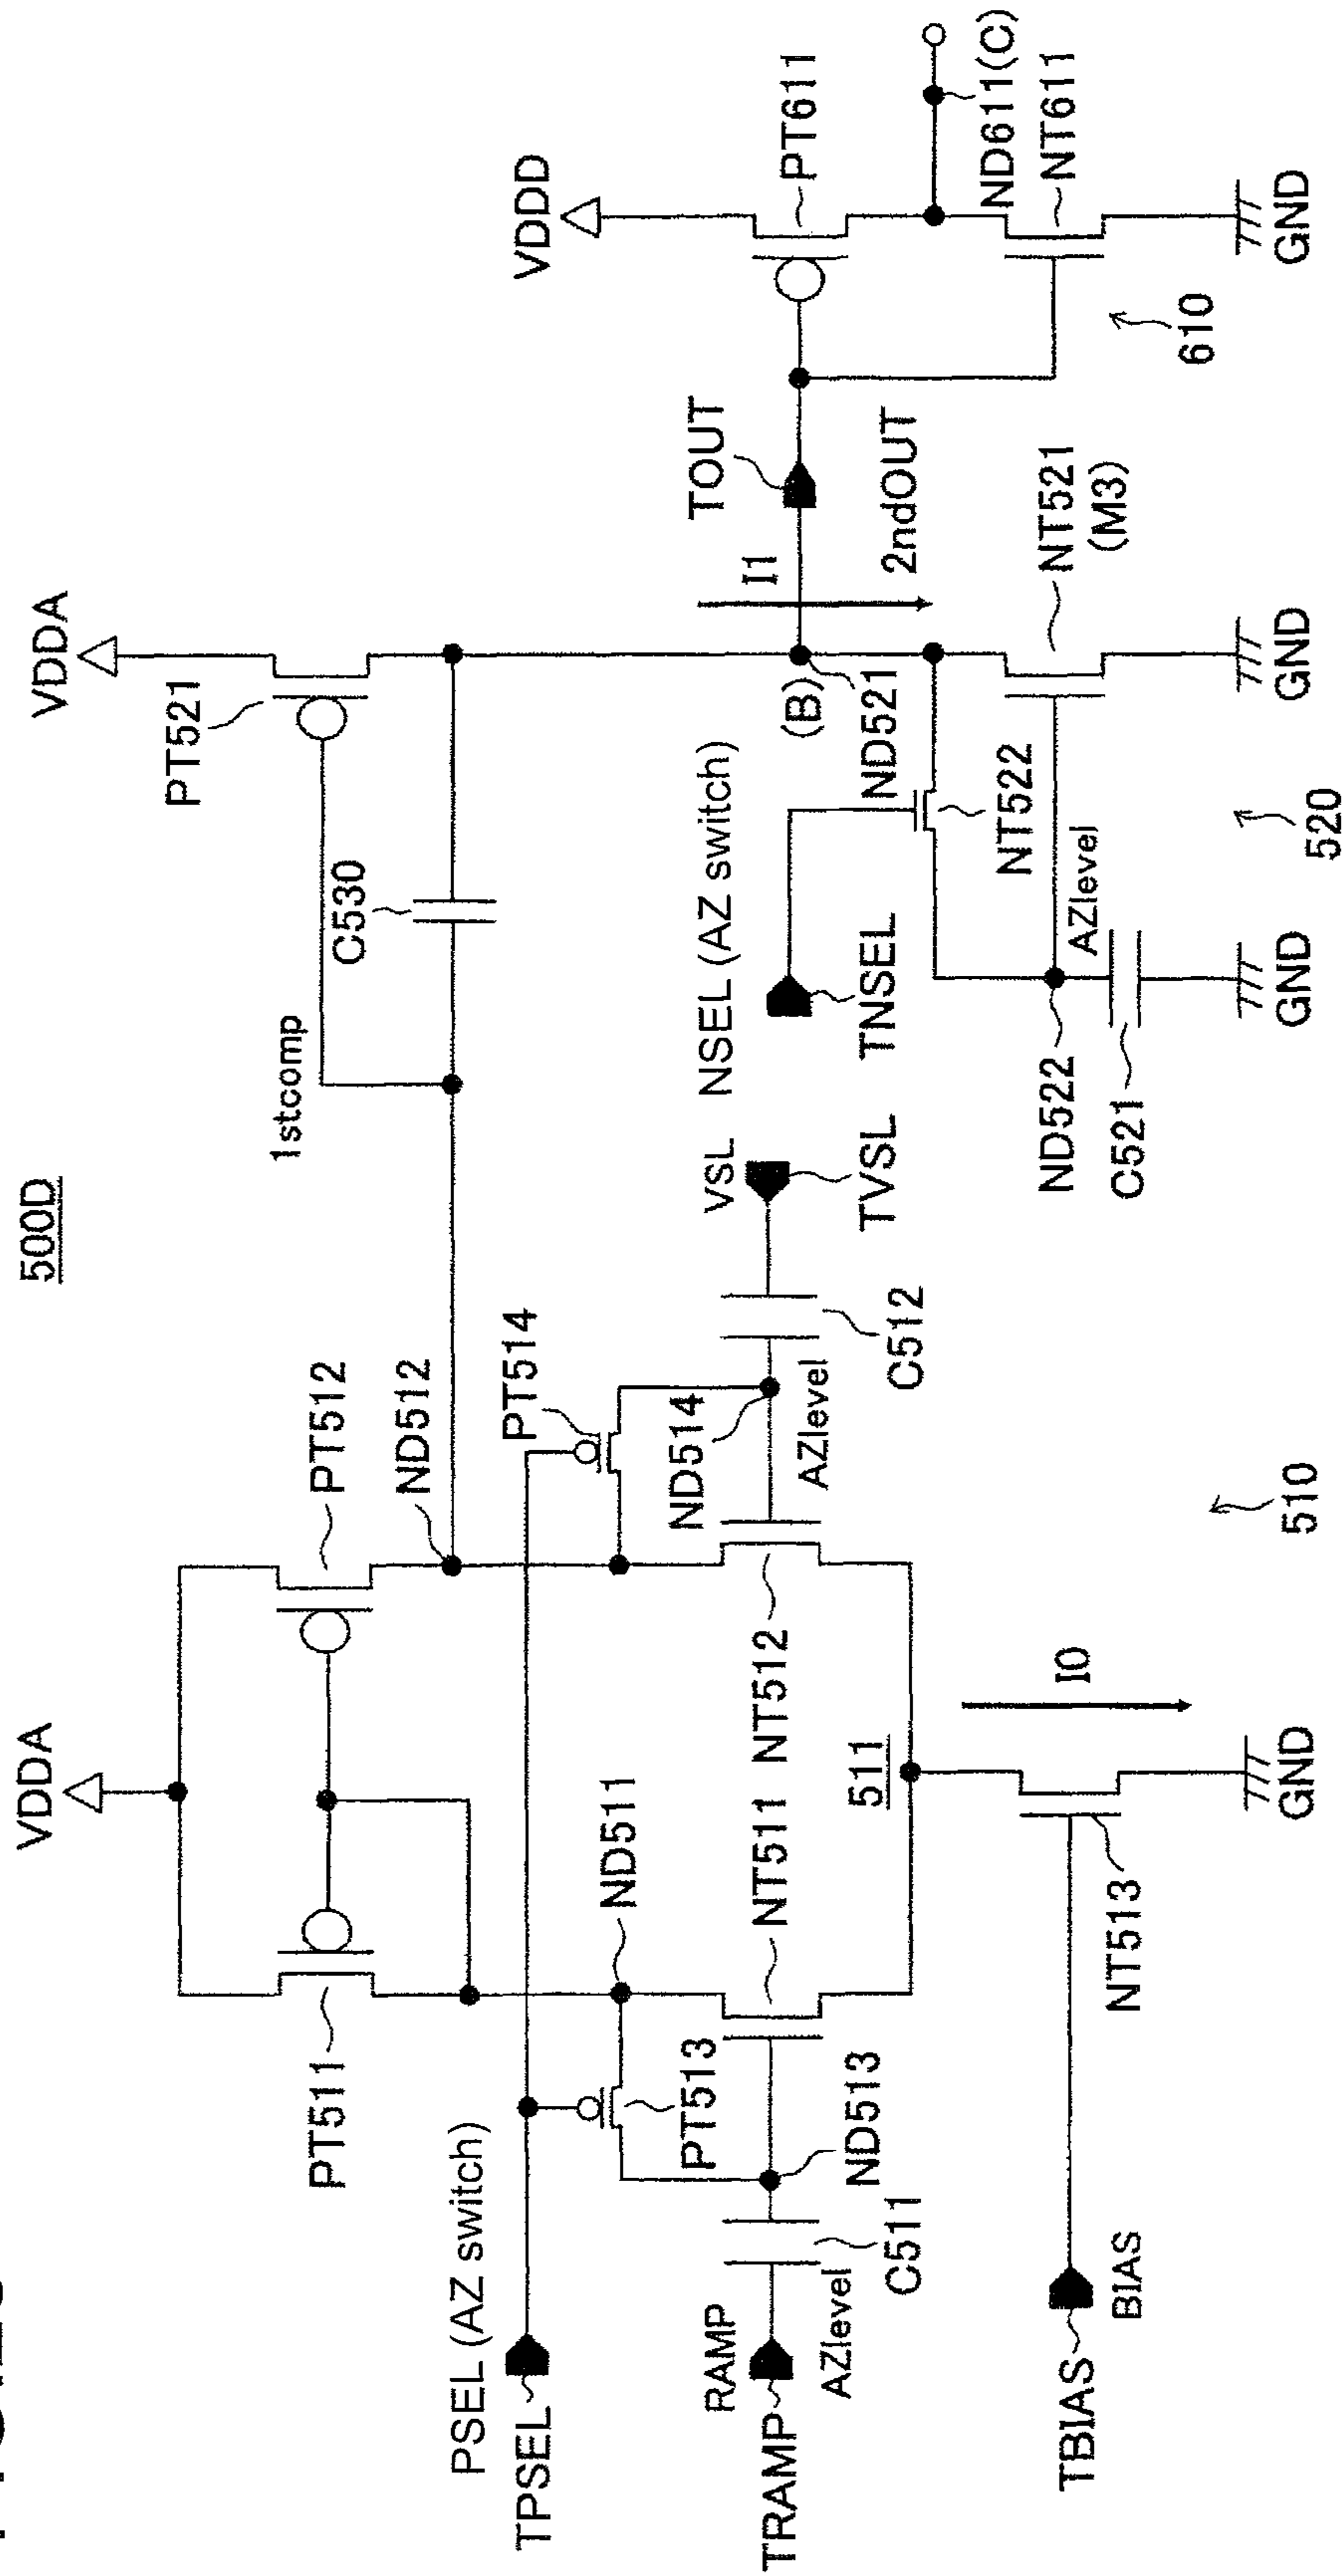 500D
VDDA
VDDA
PT511
PT512
ND512
1stcomp
C530
PT521
VDDD
PT611
ND611(C)
NT611
610
GND
PSEL (AZ switch)
TPSEL
PT513
ND511
PT514
ND514
AZlevel
C512
VSL
TVSL
NSEL (AZ switch)
TNSEL
ND521
(B)
I1
TOUT
2ndOUT
NT522
NT521
(M3)
AZlevel
ND522
C521
GND
GND
520
RAMP
TRAMP
AZlevel
C511
ND513
NT511
NT512
511
I0
NT513
GND
TBIAS
BIAS
510